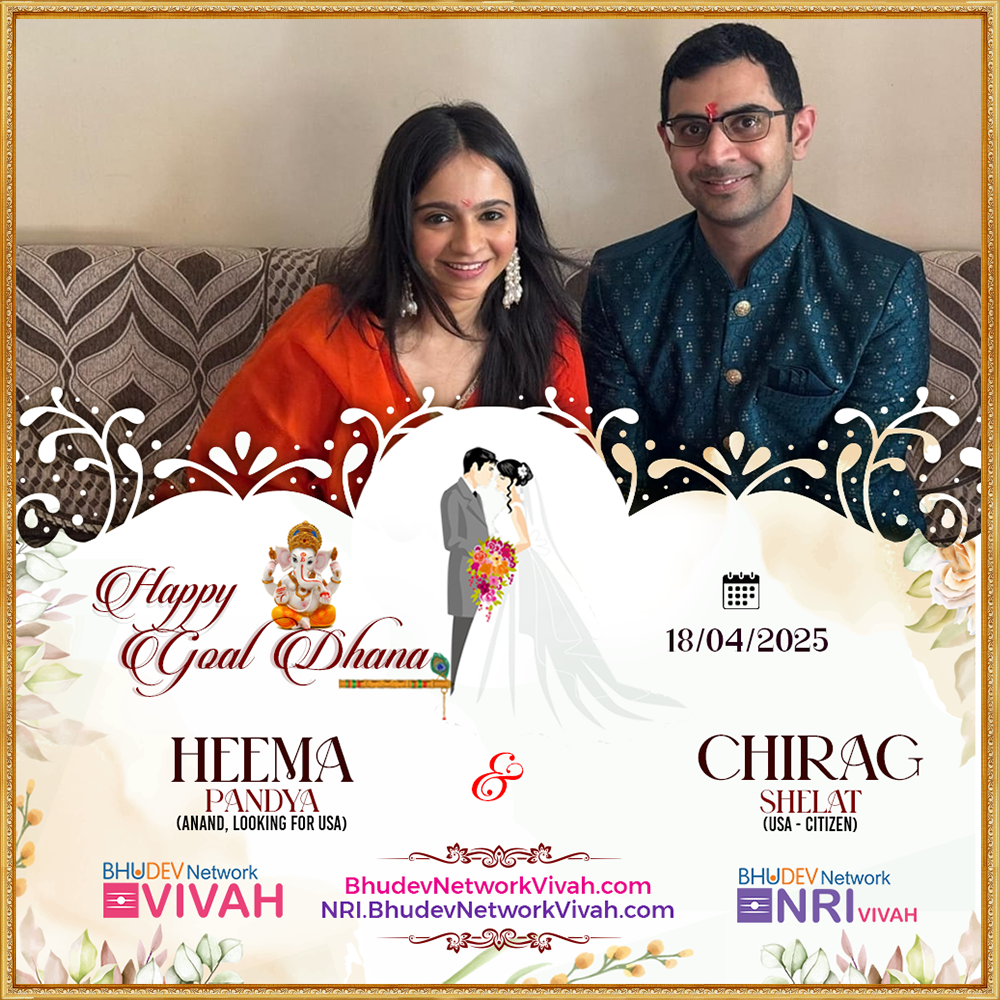 Happy
Goal Dhana
18/04/2025
HEEMA
PANDYA
(ANAND, LOOKING FOR USA)
&
CHIRAG
SHELAT
(USA - CITIZEN)
BHUDEV Network
VIVAH
BhudevNetworkVivah.com
NRI.BhudevNetworkVivah.com
BHUDEV Network
NRI VIVAH